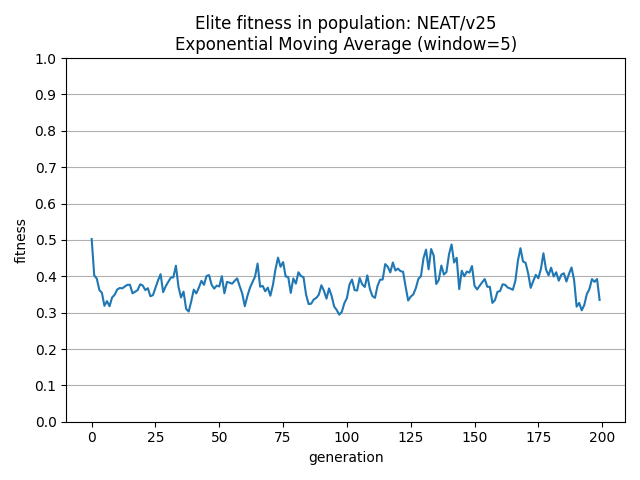 Elite fitness in population: NEAT/v25
Exponential Moving Average (window=5)
1.0
0.9
0.8
0.7
0.6
0.5
0.4
0.3
0.2
0.1
0.0
fitness
0 25 50 75 100 125 150 175 200
generation